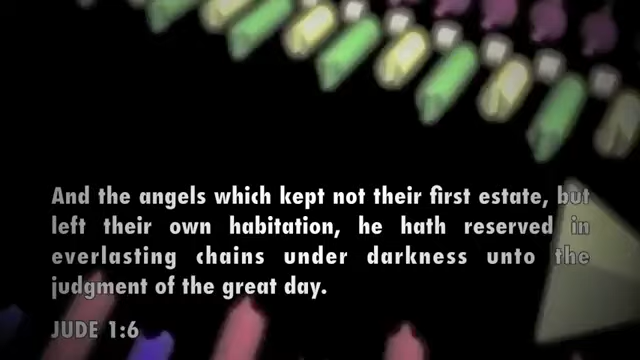 And the angels which kept not their first estate, but
left their own habitation, he hath reserved in
everlasting chains under darkness unto the
judgment of the great day.
JUDE 1:6